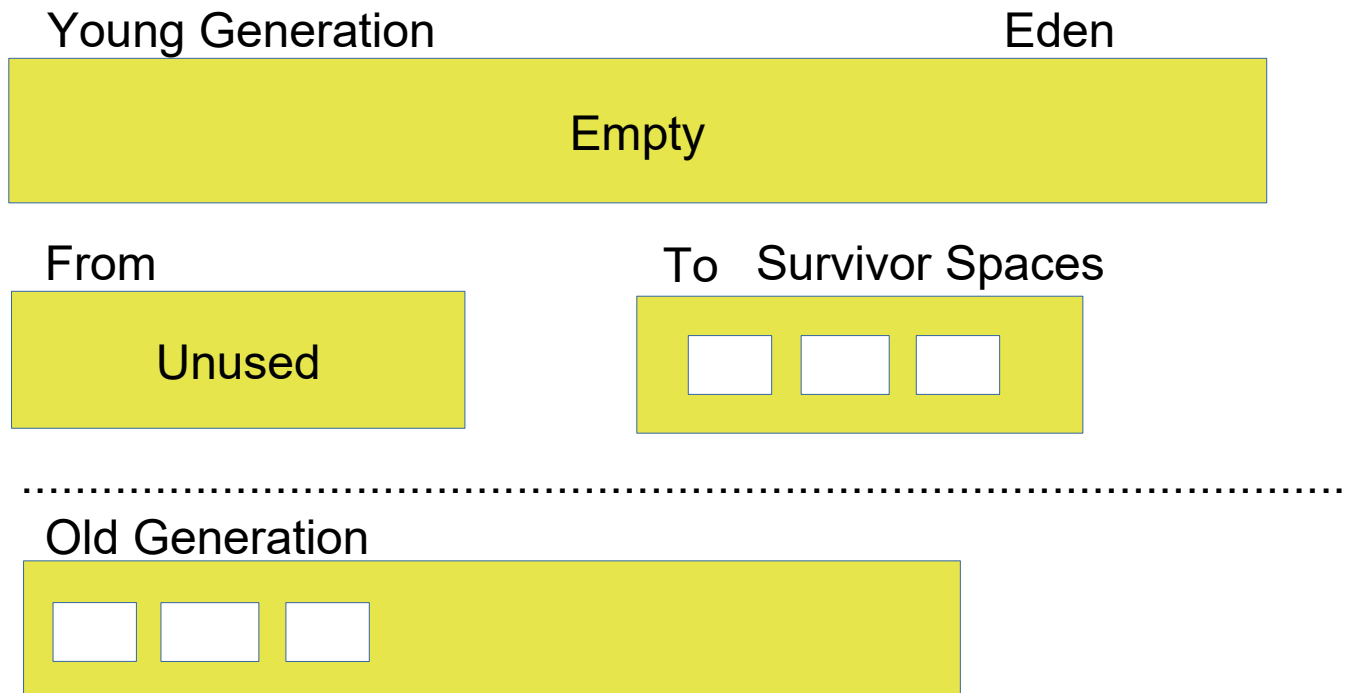 Young Generation Eden
Empty
From To Survivor Spaces
Unused
Old Generation